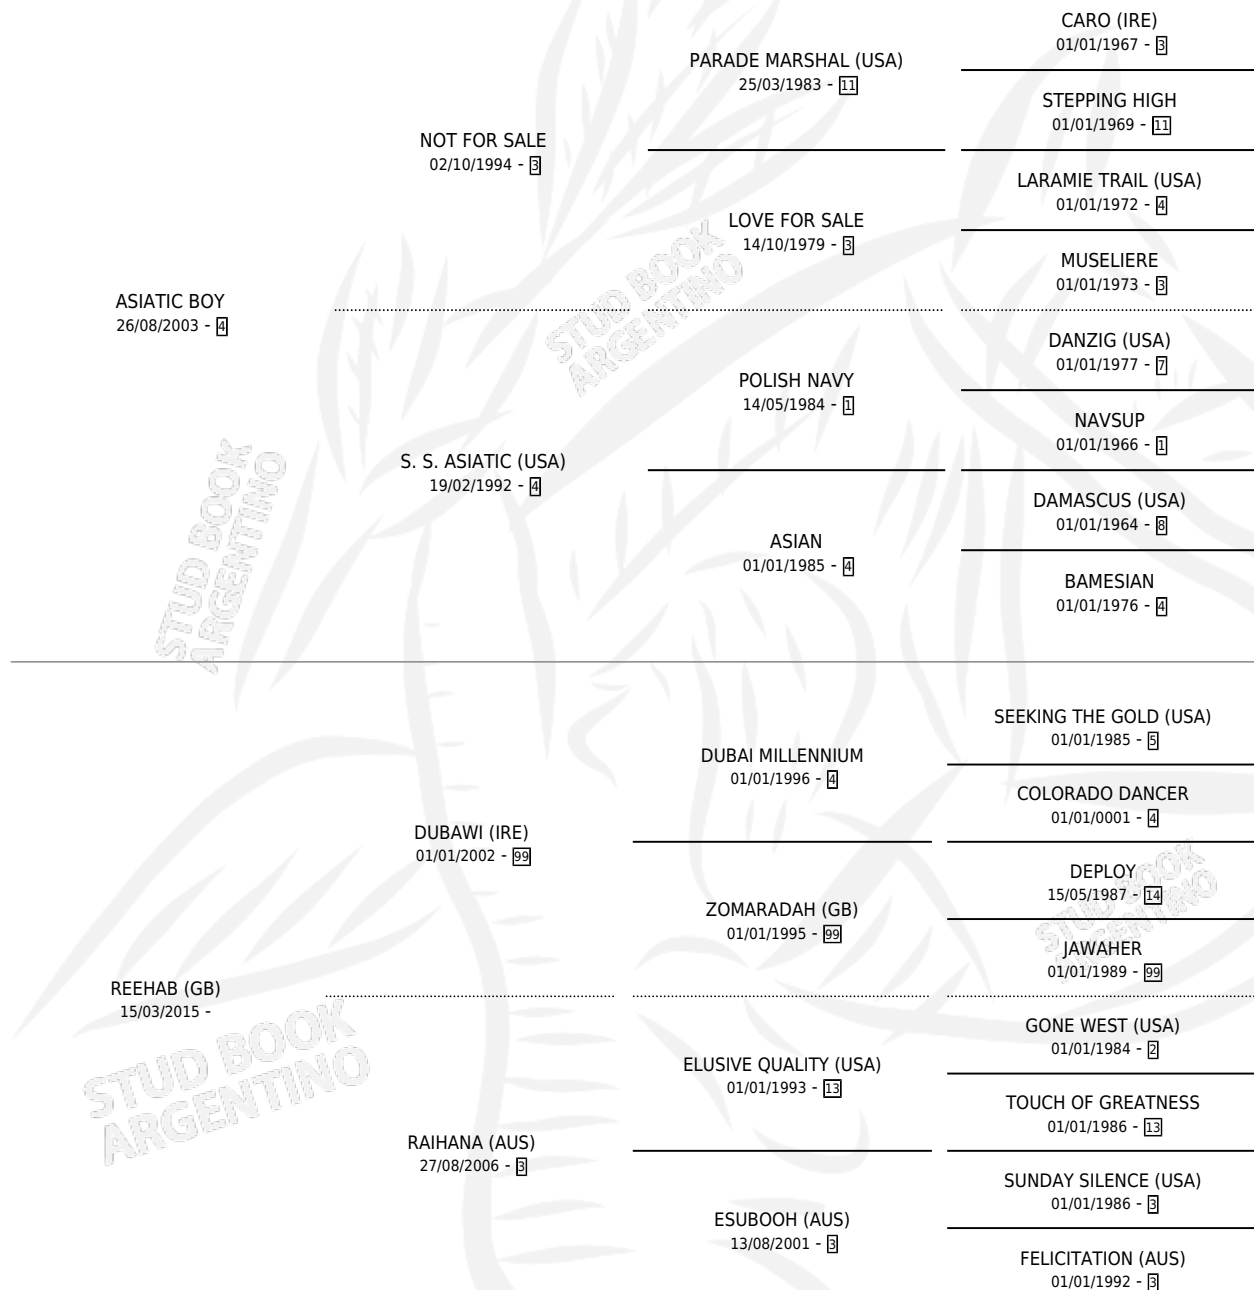 CARO (IRE)
01/01/1967 - 3
PARADE MARSHAL (USA)
25/03/1983 - 11
STEPPING HIGH
01/01/1969 - 11
NOT FOR SALE
02/10/1994 - 3
LARAMIE TRAIL (USA)
01/01/1972 - 4
LOVE FOR SALE
14/10/1979 - 3
MUSELIERE
01/01/1973 - 3
ASIATIC BOY
26/08/2003 - 4
DANZIG (USA)
01/01/1977 - 7
POLISH NAVY
14/05/1984 - 1
NAVSUP
01/01/1966 - 1
S. S. ASIATIC (USA)
19/02/1992 - 4
DAMASCUS (USA)
01/01/1964 - 8
ASIAN
01/01/1985 - 4
BAMESIAN
01/01/1976 - 4
SEEKING THE GOLD (USA)
01/01/1985 - 5
DUBAI MILLENNIUM
01/01/1996 - 4
COLORADO DANCER
01/01/0001 - 4
DUBAWI (IRE)
01/01/2002 - 99
DEPLOY
15/05/1987 - 14
ZOMARADAH (GB)
01/01/1995 - 99
JAWAHER
01/01/1989 - 99
REEHAB (GB)
15/03/2015 -
GONE WEST (USA)
01/01/1984 - 2
ELUSIVE QUALITY (USA)
01/01/1993 - 13
TOUCH OF GREATNESS
01/01/1986 - 13
RAIHANA (AUS)
27/08/2006 - 3
SUNDAY SILENCE (USA)
01/01/1986 - 3
ESUBOOH (AUS)
13/08/2001 - 3
FELICITATION (AUS)
01/01/1992 - 3
STUD BOOK
ARGENTINO
STUD BOOK
ARGENTINO
STUD BOOK
ARGENTINO
STUD BOOK
ARGENTINO